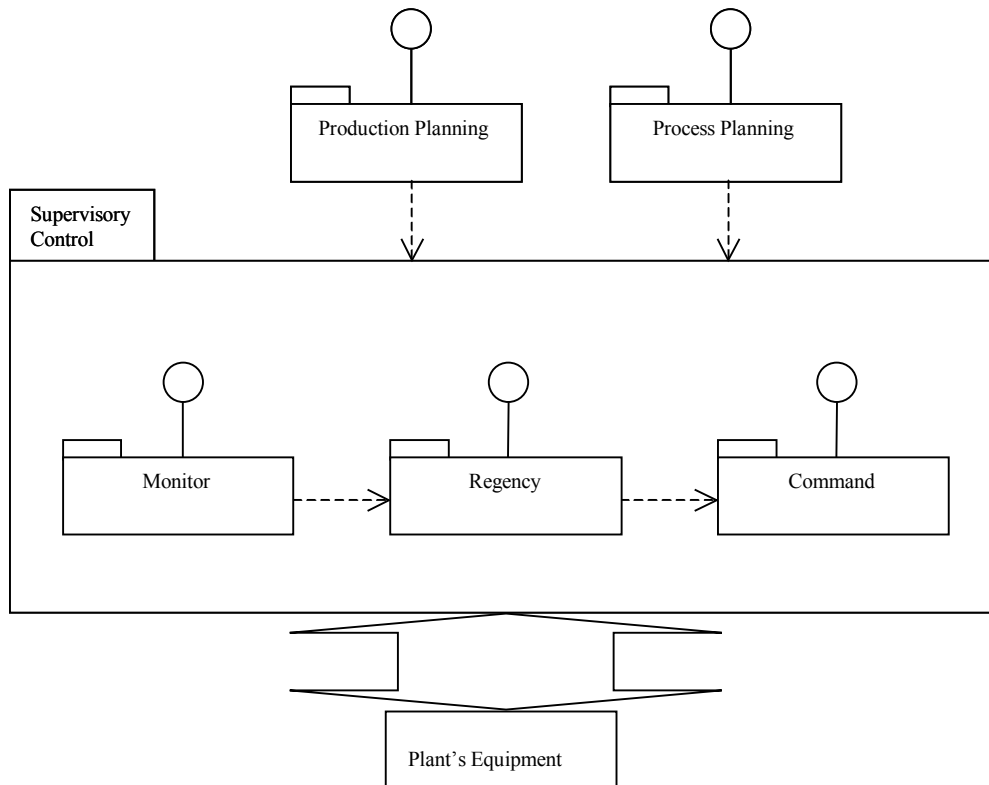 Production Planning
Process Planning
Supervisory
Control
Monitor
Regency
Command
Plant's Equipment